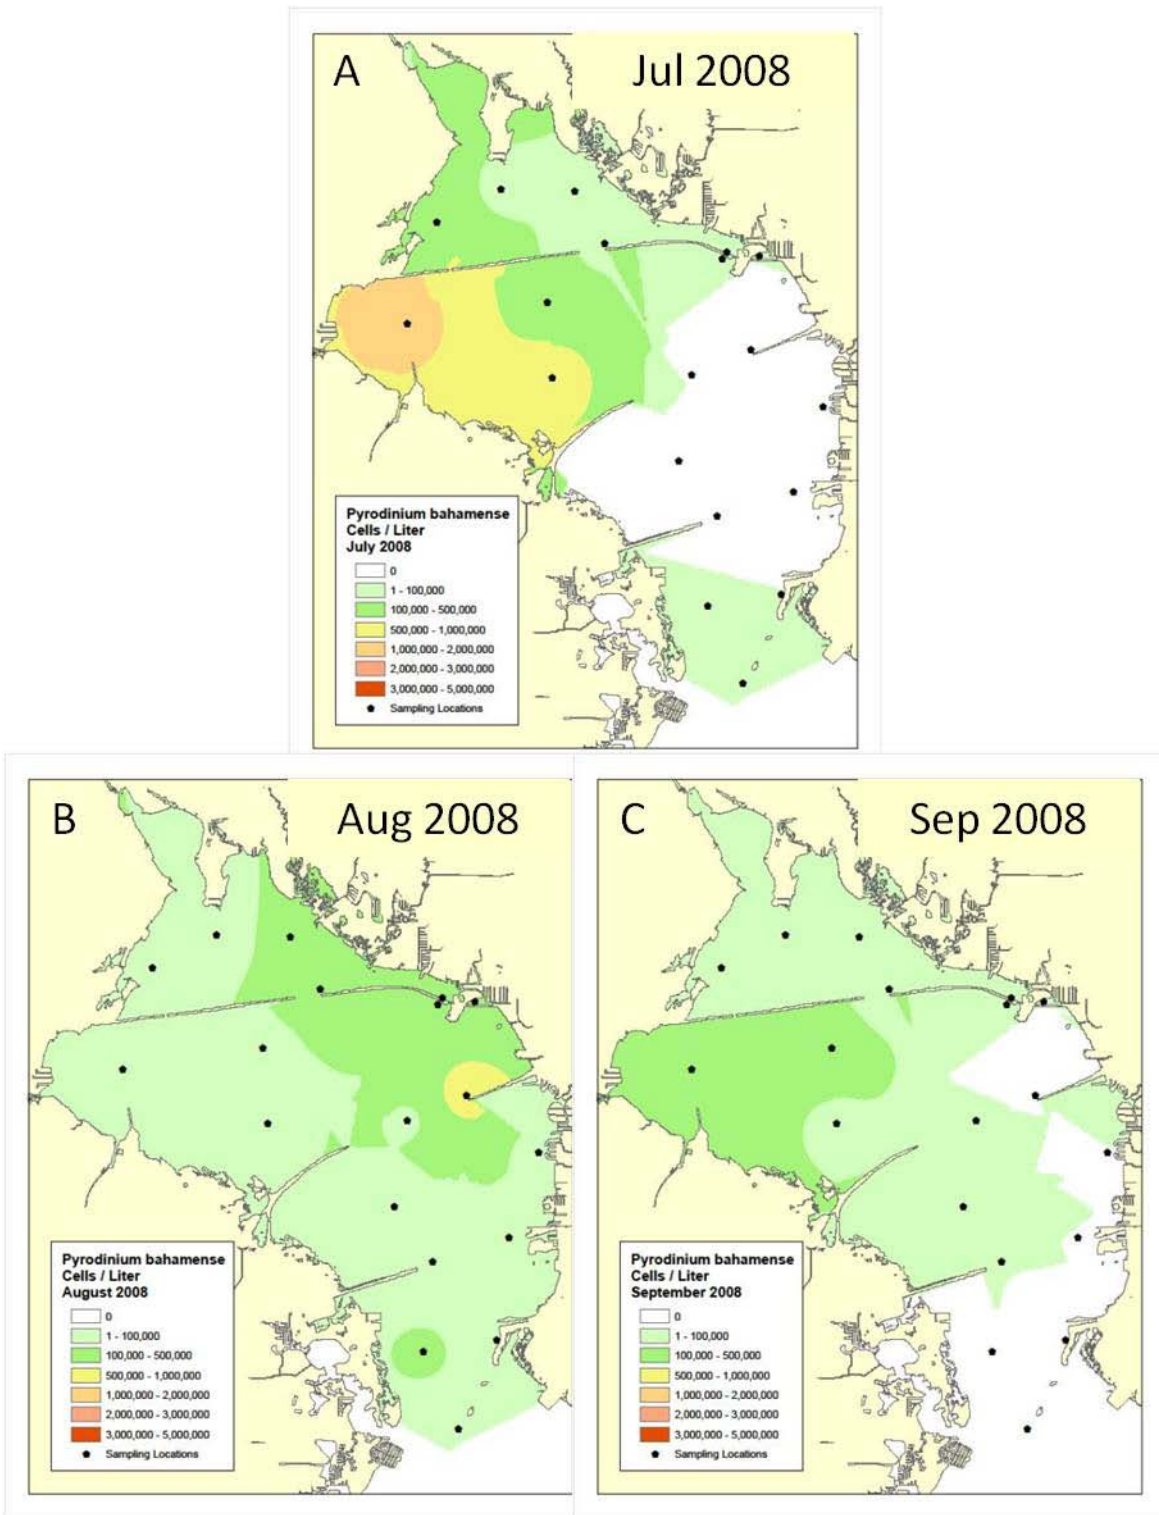 A
Jul 2008
Pyrodinium bahamense
Cells / Liter
July 2008
0
1 - 100,000
100,000 - 500,000
500,000 - 1,000,000
1,000,000 - 2,000,000
2,000,000 - 3,000,000
3,000,000 - 5,000,000
Sampling Locations
B
Aug 2008
Pyrodinium bahamense
Cells / Liter
August 2008
0
1 - 100,000
100,000 - 500,000
500,000 - 1,000,000
1,000,000 - 2,000,000
2,000,000 - 3,000,000
3,000,000 - 5,000,000
Sampling Locations
C
Sep 2008
Pyrodinium bahamense
Cells / Liter
September 2008
0
1 - 100,000
100,000 - 500,000
500,000 - 1,000,000
1,000,000 - 2,000,000
2,000,000 - 3,000,000
3,000,000 - 5,000,000
Sampling Locations